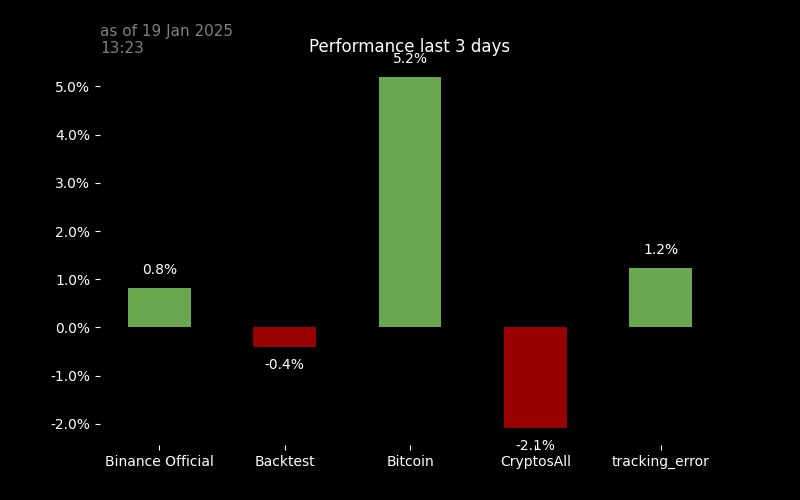 as of 19 Jan 2025
13:23
Performance last 3 days
5.2%
5.0%
4.0%
3.0%
2.0%
1.2%
1.0%
0.8%
0.0%
-0.4%
-1.0%
-2.0%
-2.1%
Binance Official
Backtest
Bitcoin
CryptosAll
tracking_error